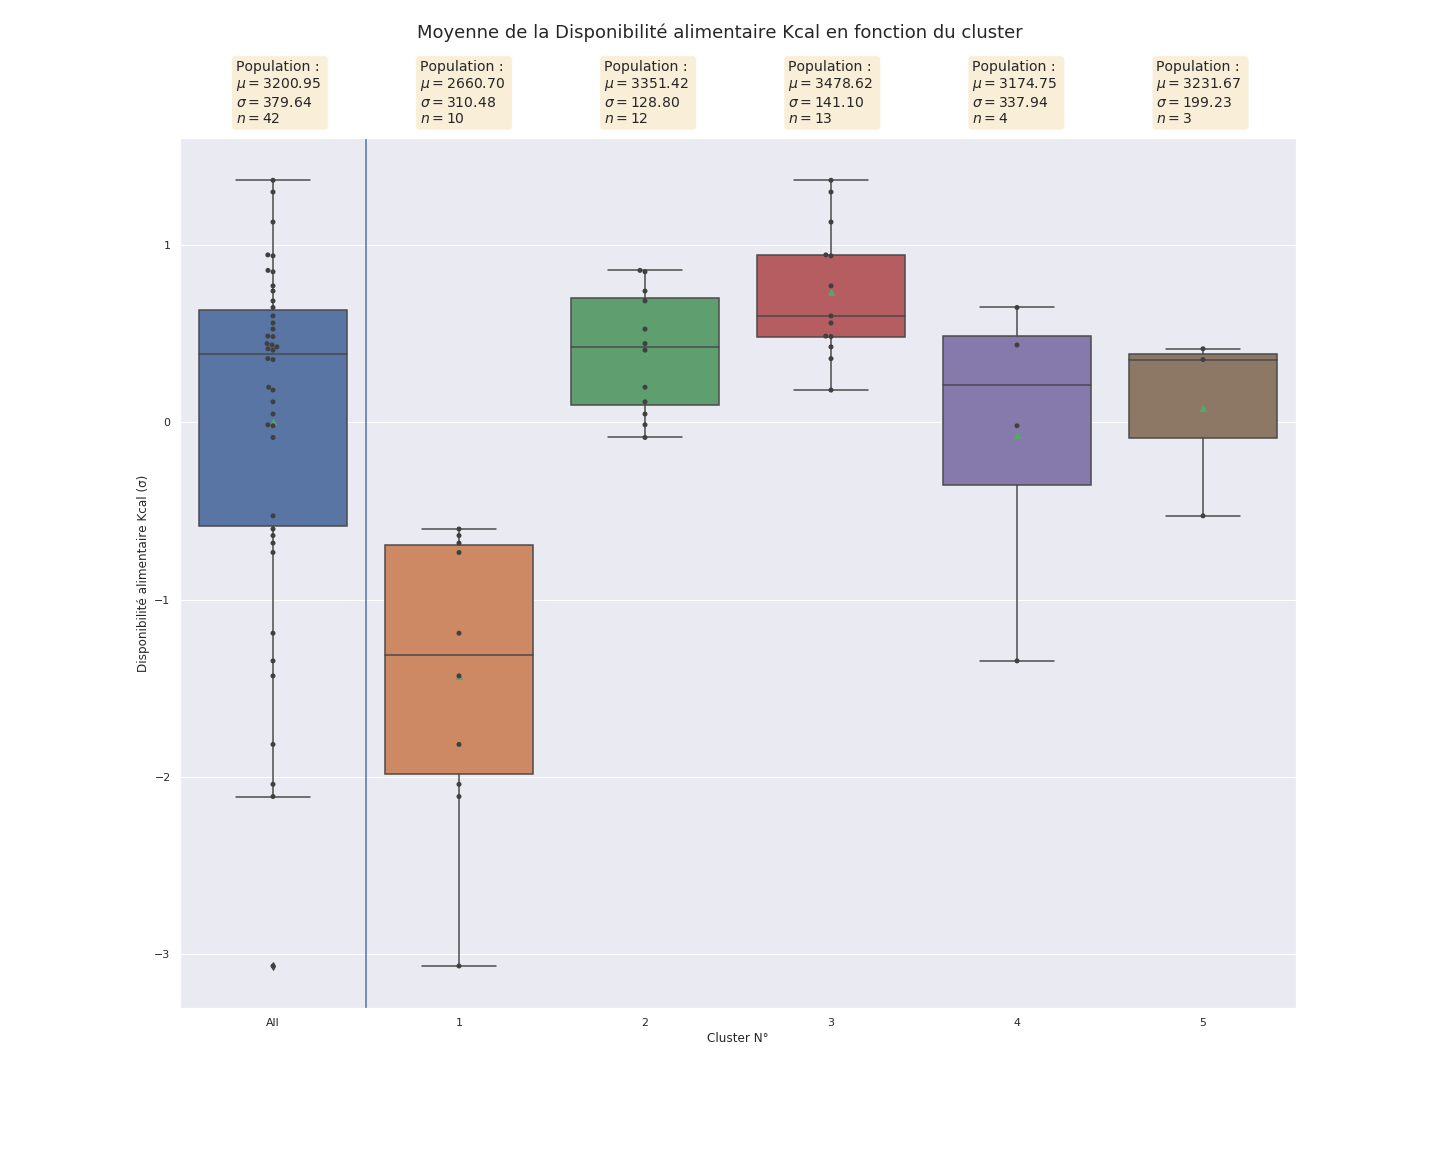 Moyenne de la Disponibilité alimentaire Kcal en fonction du cluster
Population :
μ = 3200.95
σ = 379.64
n = 42
Population :
μ = 2660.70
σ = 310.48
n = 10
Population :
μ = 3351.42
σ = 128.80
n = 12
Population :
μ = 3478.62
σ = 141.10
n = 13
Population :
μ = 3174.75
σ = 337.94
n = 4
Population :
μ = 3231.67
σ = 199.23
n = 3
Disponibilité alimentaire Kcal (σ)
1
0
−1
−2
−3
All
1
2
3
4
5
Cluster N°